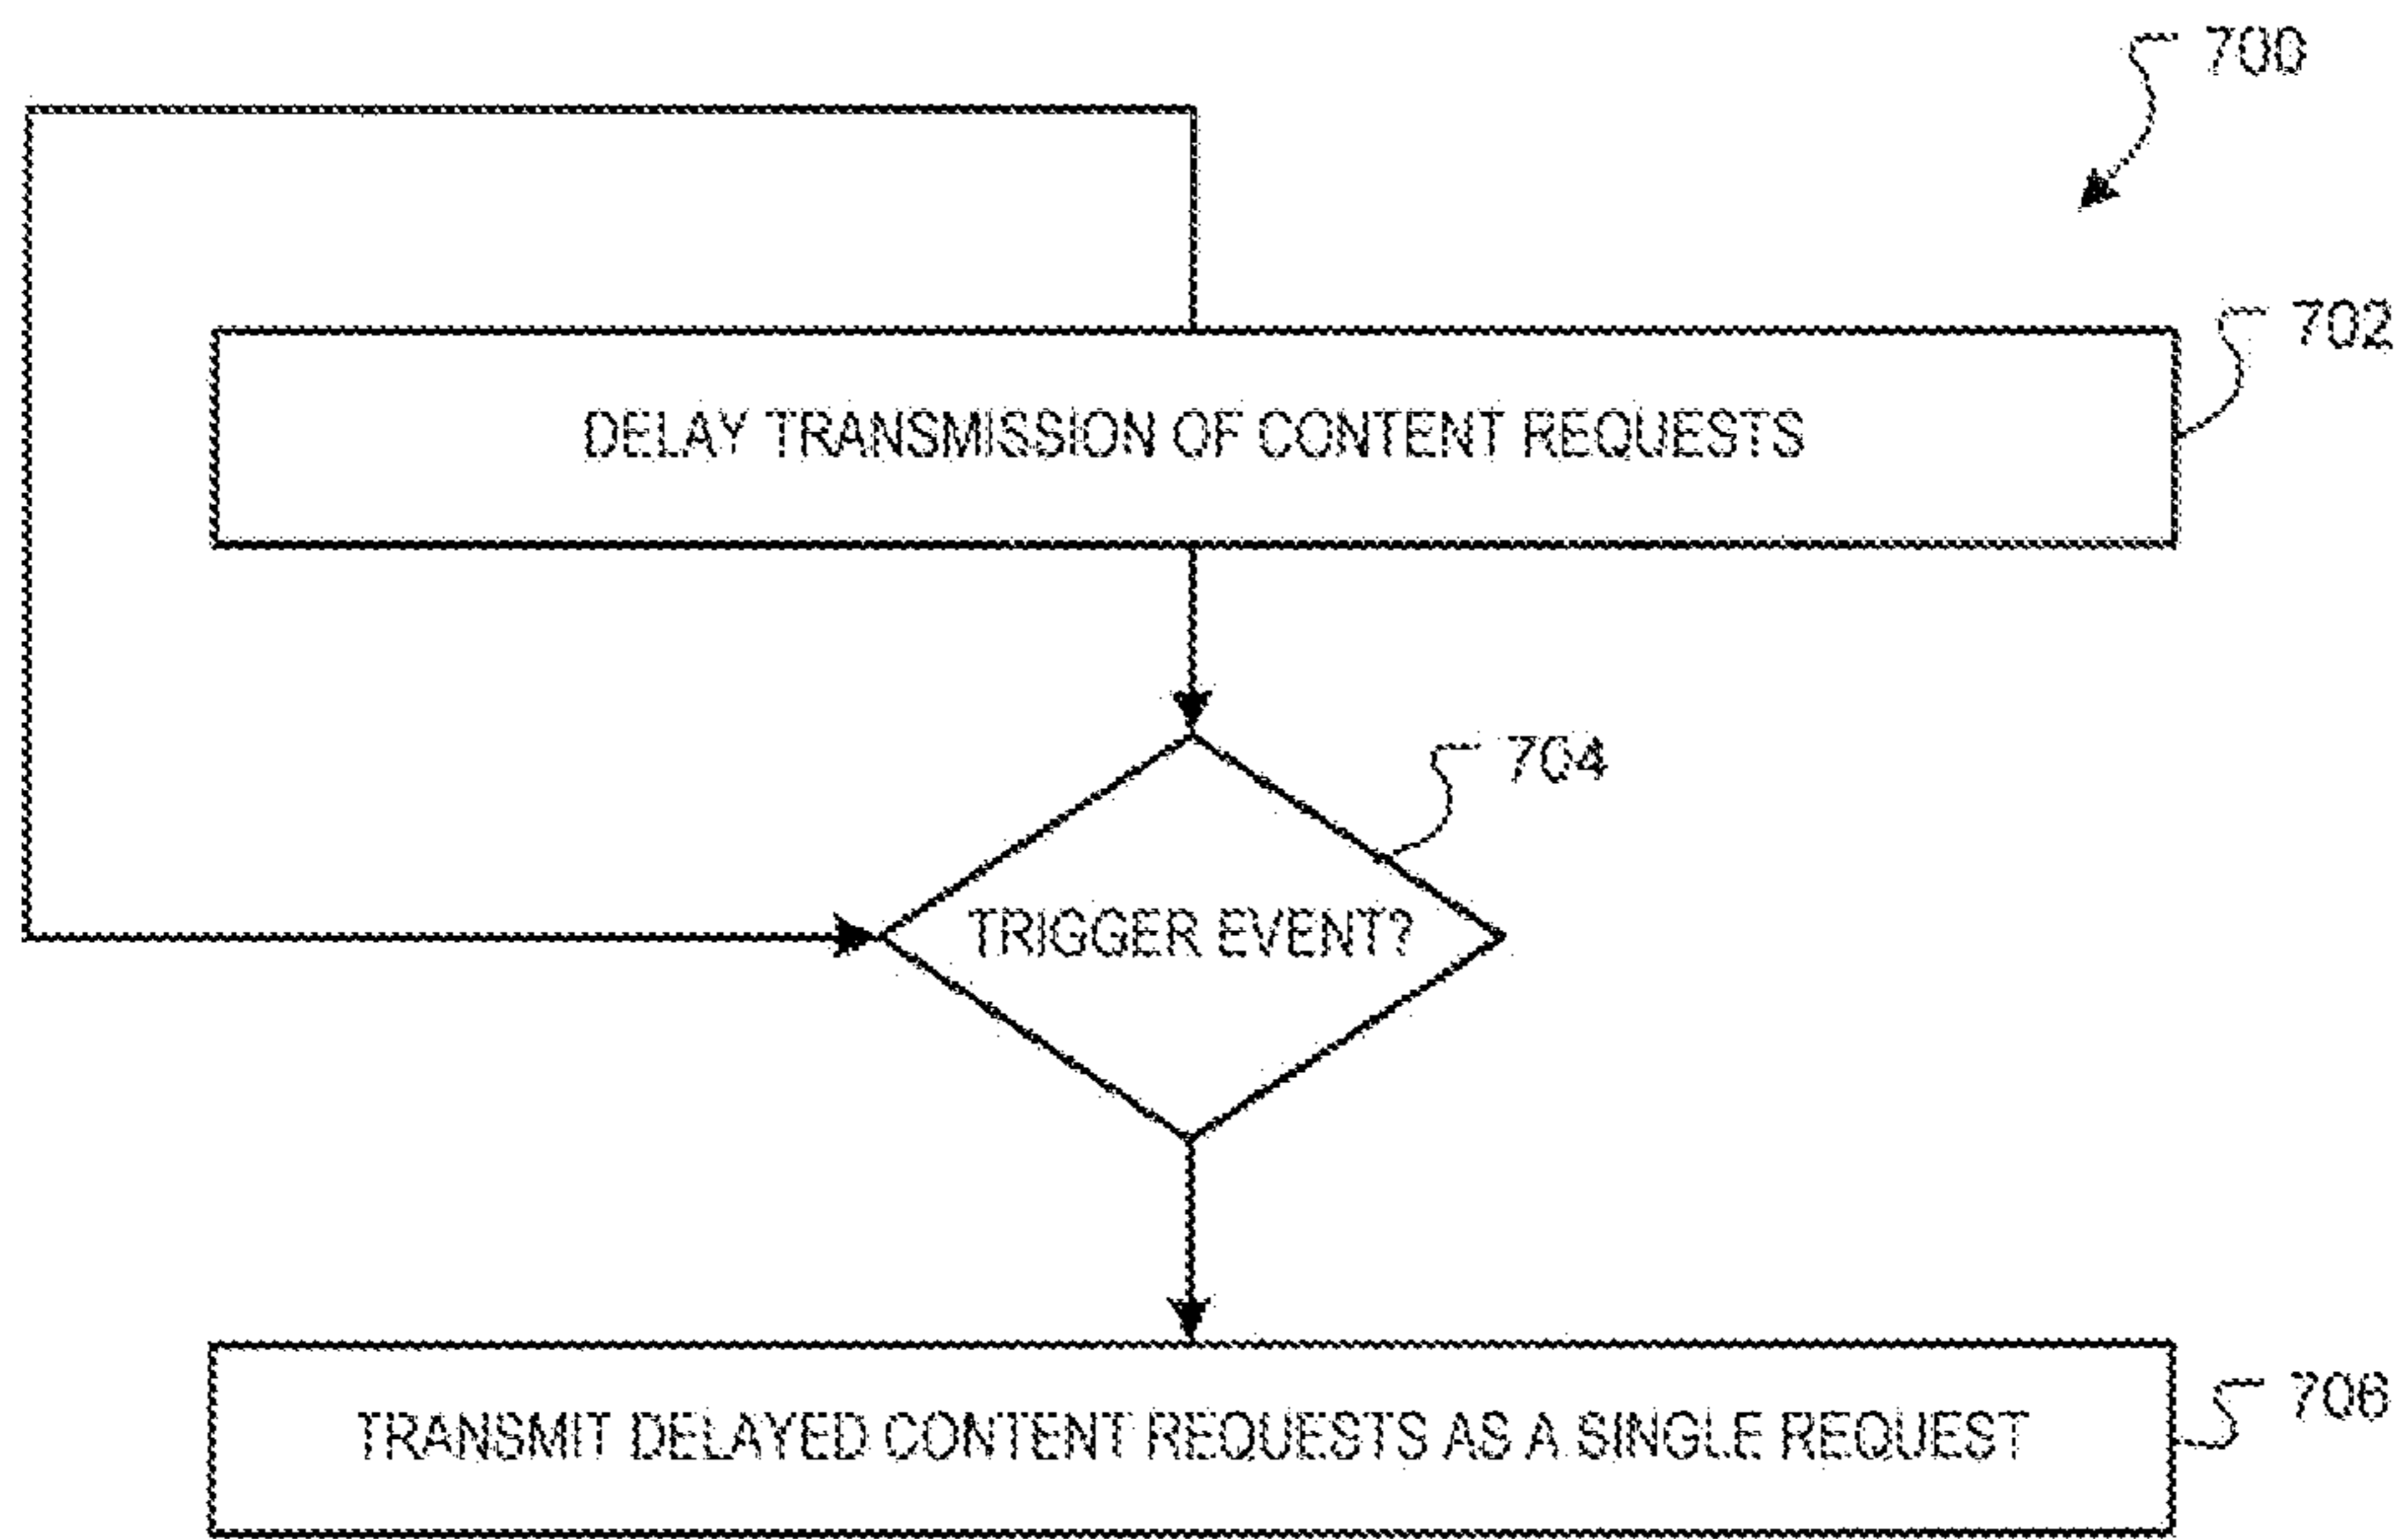 700
702
DELAY TRANSMISSION OF CONTENT REQUESTS
704
TRIGGER EVENT?
706
TRANSMIT DELAYED CONTENT REQUESTS AS A SINGLE REQUEST